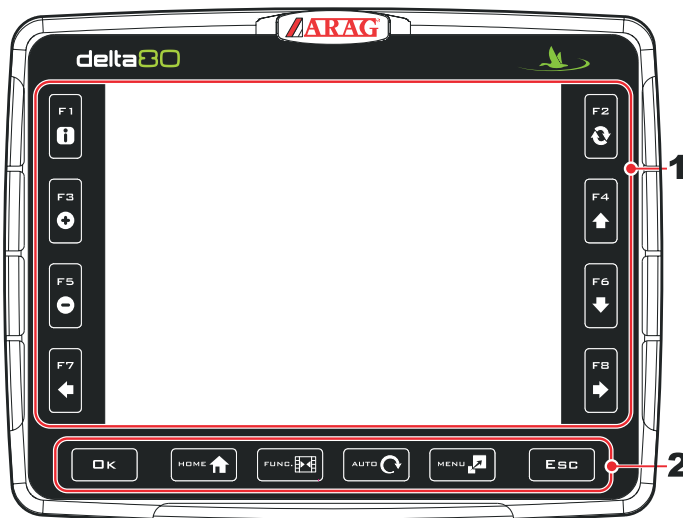 ARAG
delta80
F1
F2
F3
F4
F5
F6
F7
F8
1
OK
HOME
FUNC.
AUTO
MENU
ESC
2